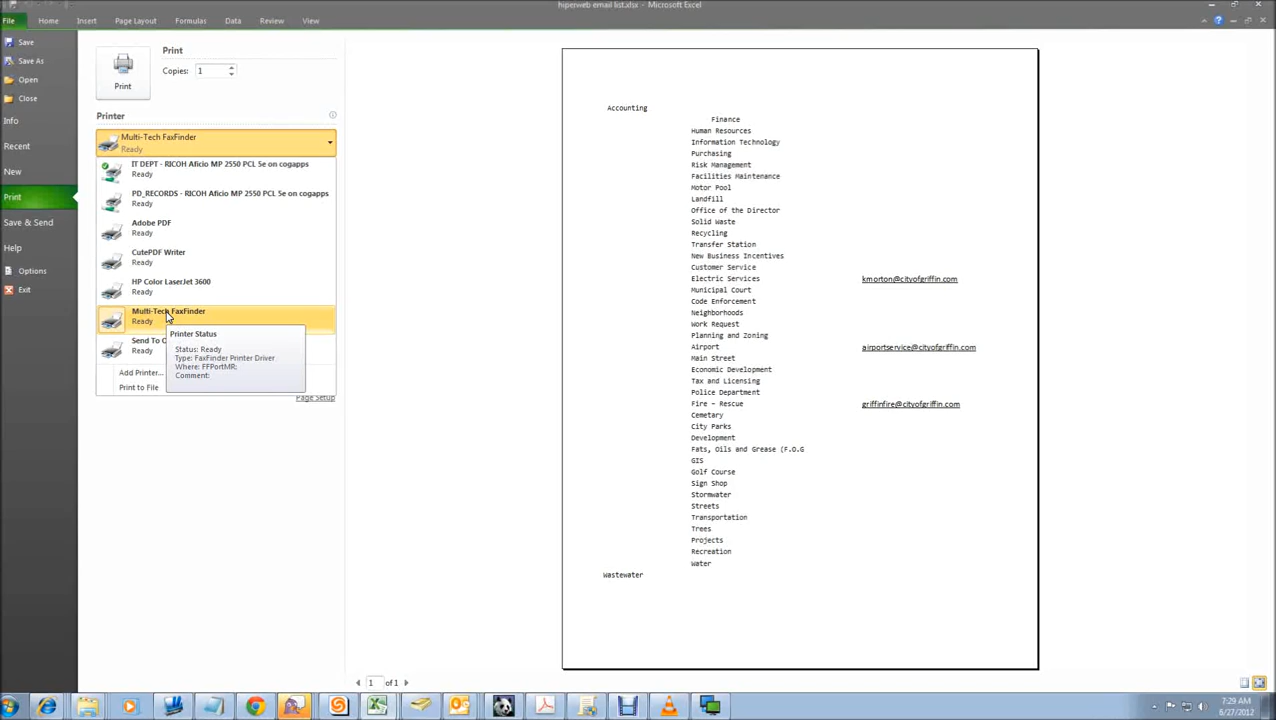 hiperweb email list.xlsx - Microsoft Excel
File Home Insert Page Layout Formulas Data Review View
Save
Save As
Open
Close
Info
Recent
New
Print
Save & Send
Help
Options
Exit
Print
Print
Copies: 1
Printer
Multi-Tech FaxFinder
Ready
IT DEPT - RICOH Aficio MP 2550 PCL 5e on cogapps
Ready
PD_RECORDS - RICOH Aficio MP 2550 PCL 5e on cogapps
Ready
Adobe PDF
Ready
CutePDF Writer
Ready
HP Color LaserJet 3600
Ready
Multi-Tech FaxFinder
Ready
Send To O
Ready
Printer Status
Status: Ready
Type: FaxFinder Printer Driver
Where: FFPortMR:
Comment:
Add Printer...
Print to File
Page Setup
Accounting
Finance
Human Resources
Information Technology
Purchasing
Risk Management
Facilities Maintenance
Motor Pool
Landfill
Office of the Director
Solid Waste
Recycling
Transfer Station
New Business Incentives
Customer Service
Electric Services kmorton@cityofgriffin.com
Municipal Court
Code Enforcement
Neighborhoods
Work Request
Planning and Zoning
Airport airportservice@cityofgriffin.com
Main Street
Economic Development
Tax and Licensing
Police Department
Fire – Rescue griffinfire@cityofgriffin.com
Cemetary
City Parks
Development
Fats, Oils and Grease (F.O.G
GIS
Golf Course
Sign Shop
Stormwater
Streets
Transportation
Trees
Projects
Recreation
Water
Wastewater
1 of 1
7:29 AM
6/27/2012